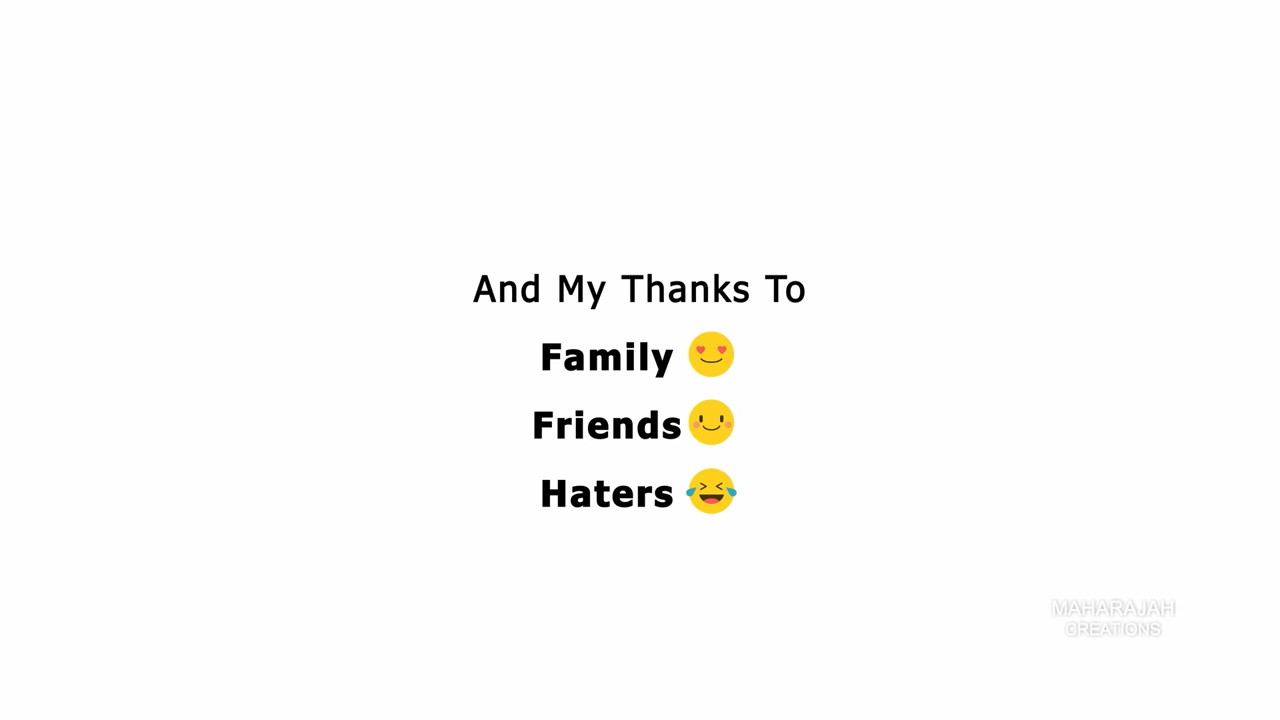 And My Thanks To
Family 😍
Friends 😊
Haters 😂
MAHARAJAH
CREATIONS